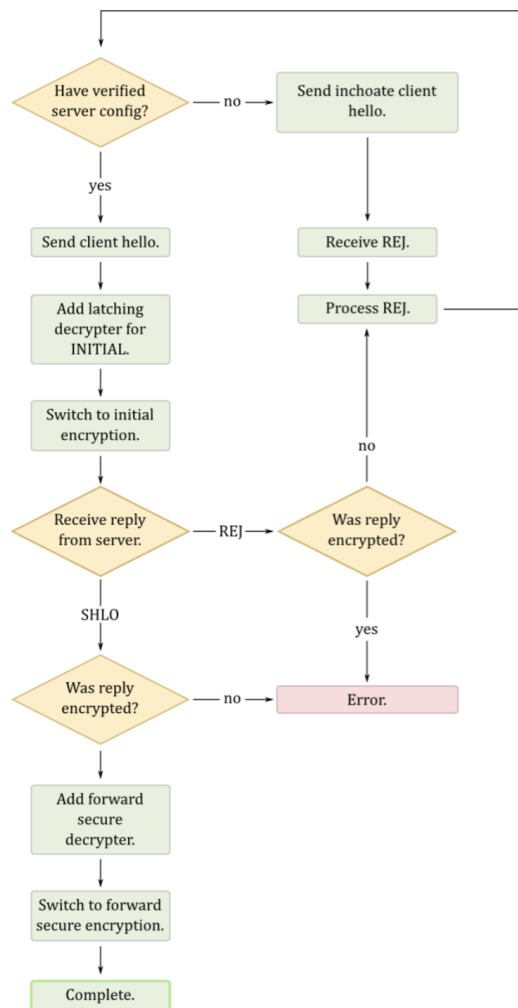 Have verified
server config?
no
Send inchoate client
hello.
yes
Send client hello.
Receive REJ.
Add latching
decrypter for
INITIAL.
Process REJ.
Switch to initial
encryption.
no
Receive reply
from server.
REJ
Was reply
encrypted?
SHLO
yes
Was reply
encrypted?
no
Error.
Add forward
secure
decrypter.
Switch to forward
secure encryption.
Complete.